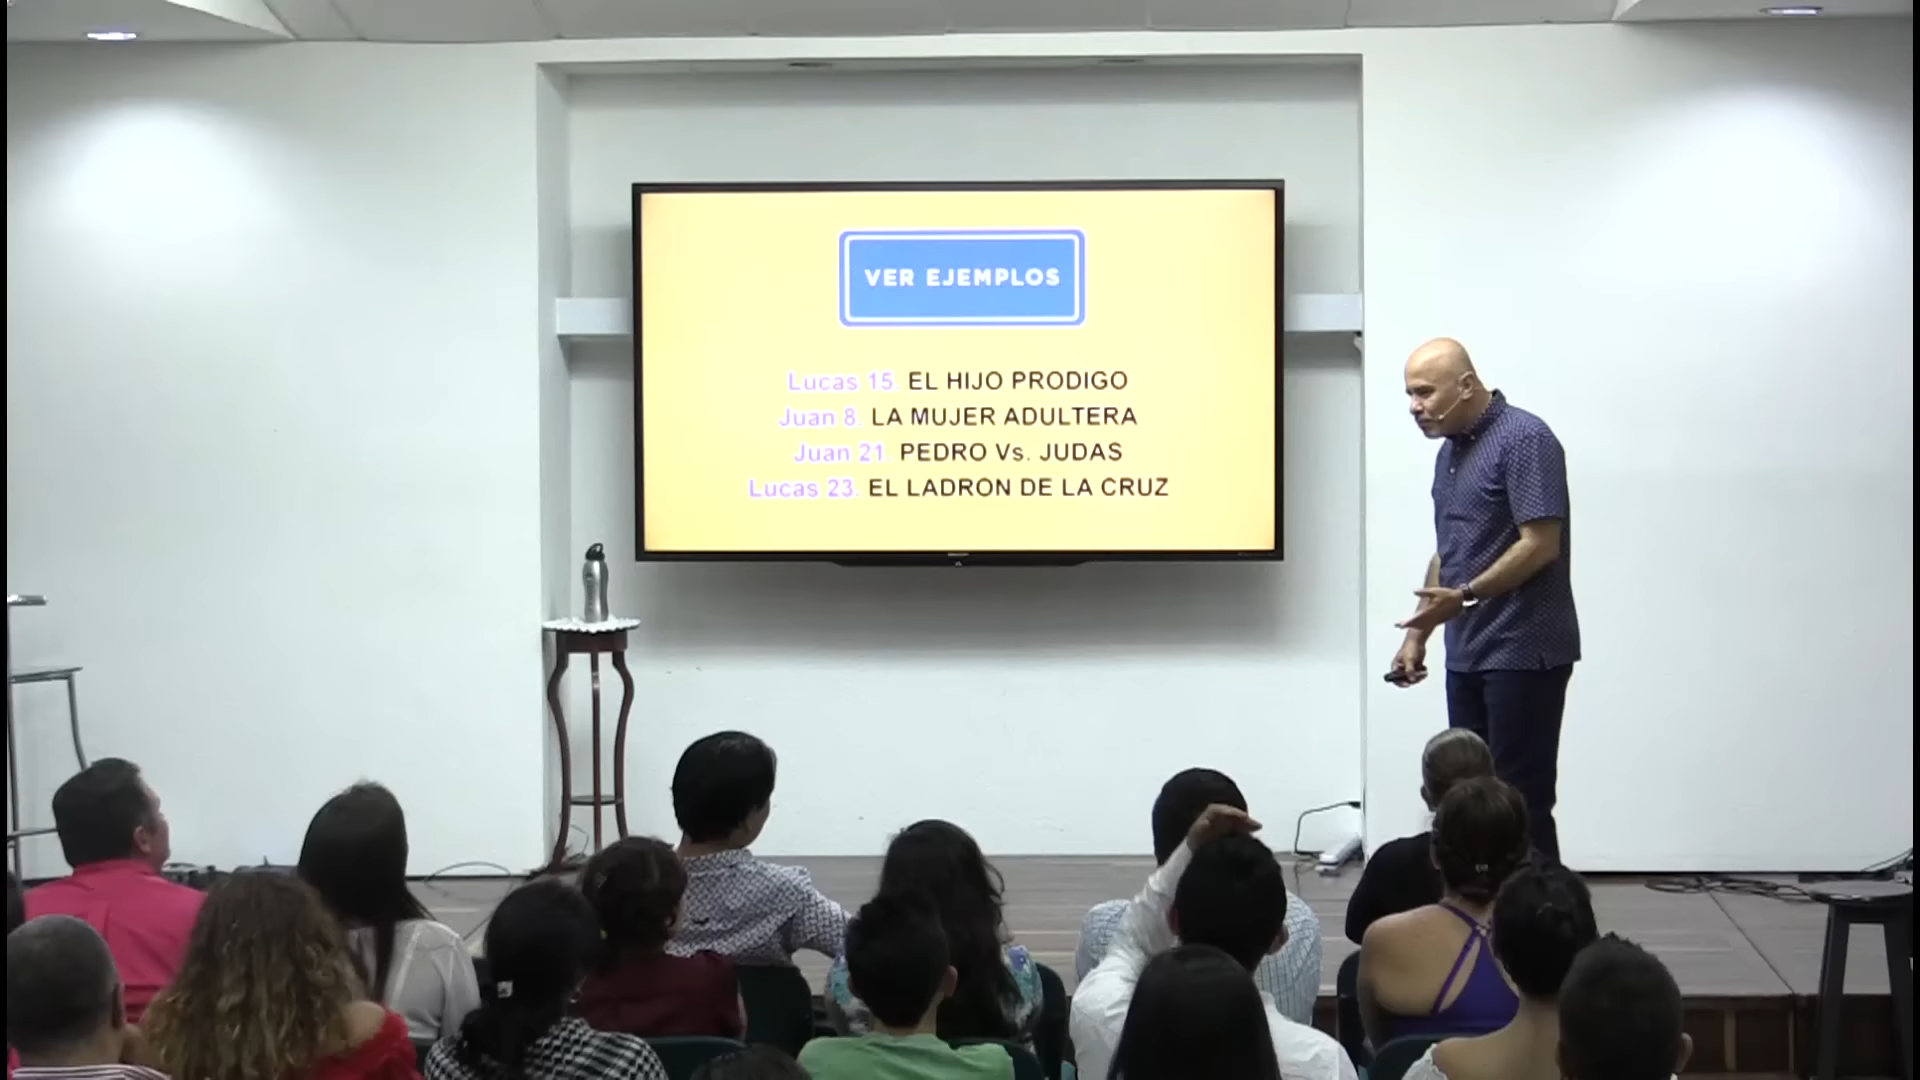 VER EJEMPLOS
Lucas 15. EL HIJO PRODIGO
Juan 8. LA MUJER ADULTERA
Juan 21. PEDRO Vs. JUDAS
Lucas 23. EL LADRON DE LA CRUZ